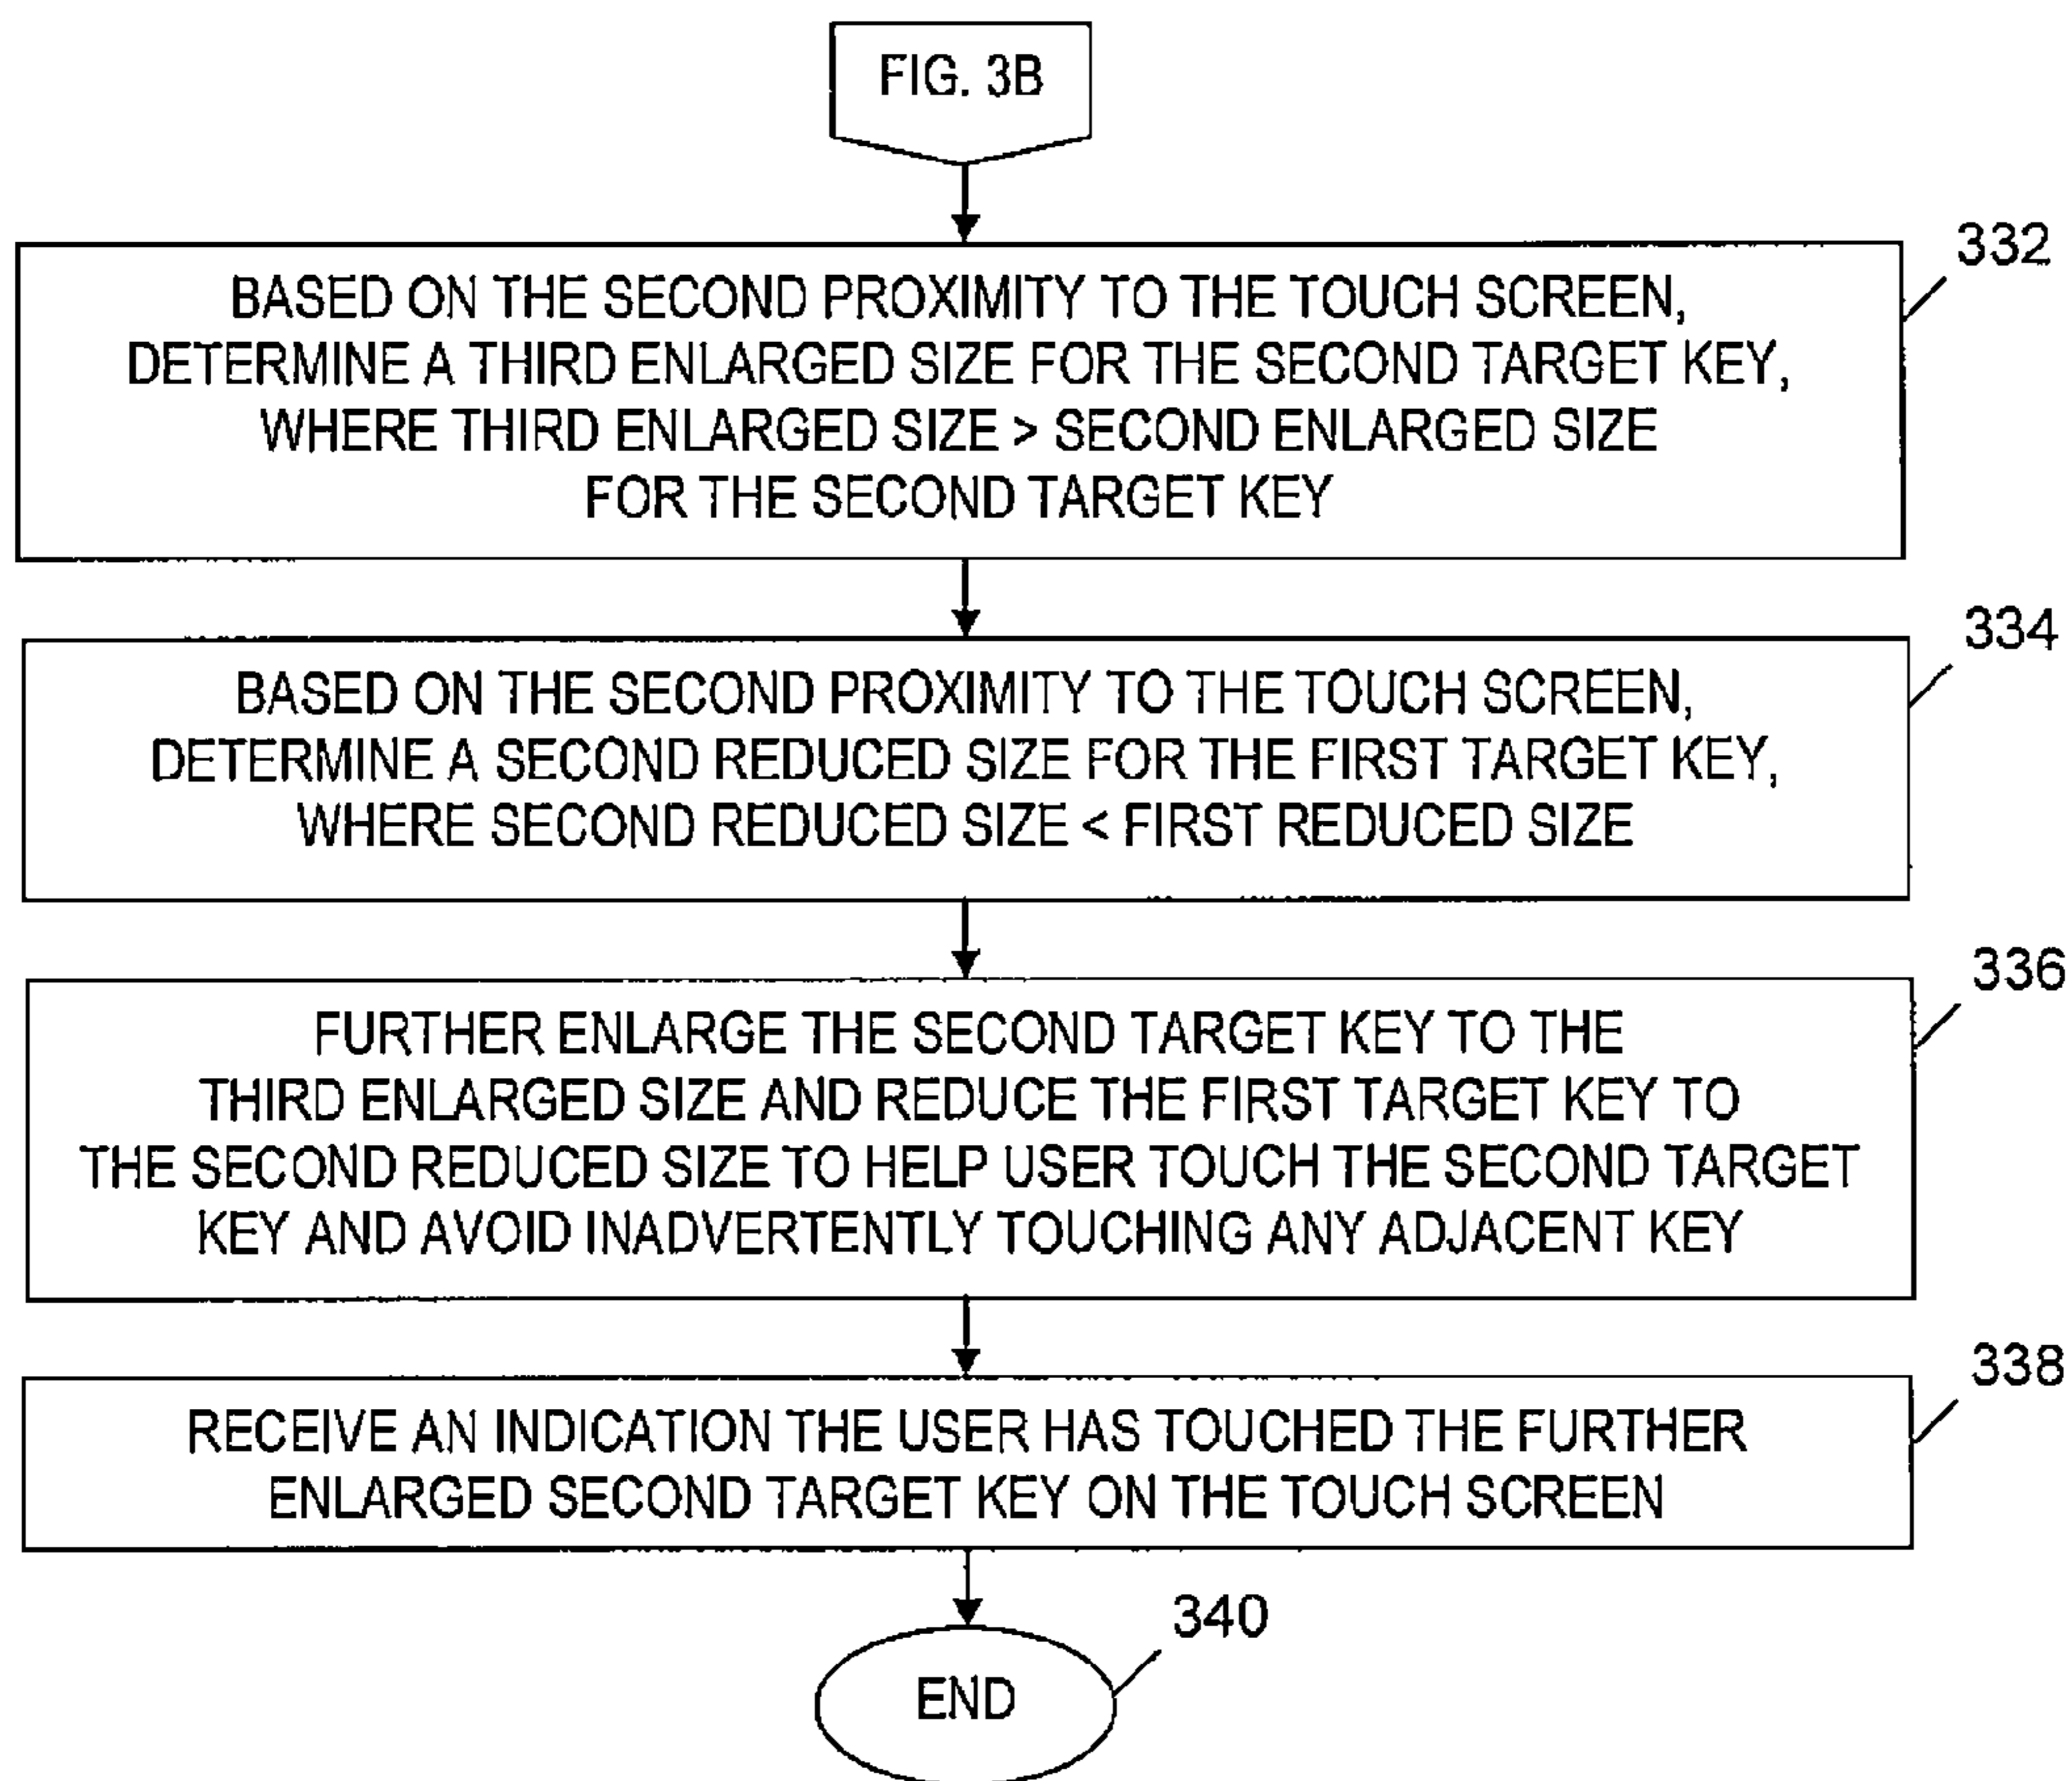 FIG. 3B
332
BASED ON THE SECOND PROXIMITY TO THE TOUCH SCREEN,
DETERMINE A THIRD ENLARGED SIZE FOR THE SECOND TARGET KEY,
WHERE THIRD ENLARGED SIZE > SECOND ENLARGED SIZE
FOR THE SECOND TARGET KEY
334
BASED ON THE SECOND PROXIMITY TO THE TOUCH SCREEN,
DETERMINE A SECOND REDUCED SIZE FOR THE FIRST TARGET KEY,
WHERE SECOND REDUCED SIZE < FIRST REDUCED SIZE
336
FURTHER ENLARGE THE SECOND TARGET KEY TO THE
THIRD ENLARGED SIZE AND REDUCE THE FIRST TARGET KEY TO
THE SECOND REDUCED SIZE TO HELP USER TOUCH THE SECOND TARGET
KEY AND AVOID INADVERTENTLY TOUCHING ANY ADJACENT KEY
338
RECEIVE AN INDICATION THE USER HAS TOUCHED THE FURTHER
ENLARGED SECOND TARGET KEY ON THE TOUCH SCREEN
340
END